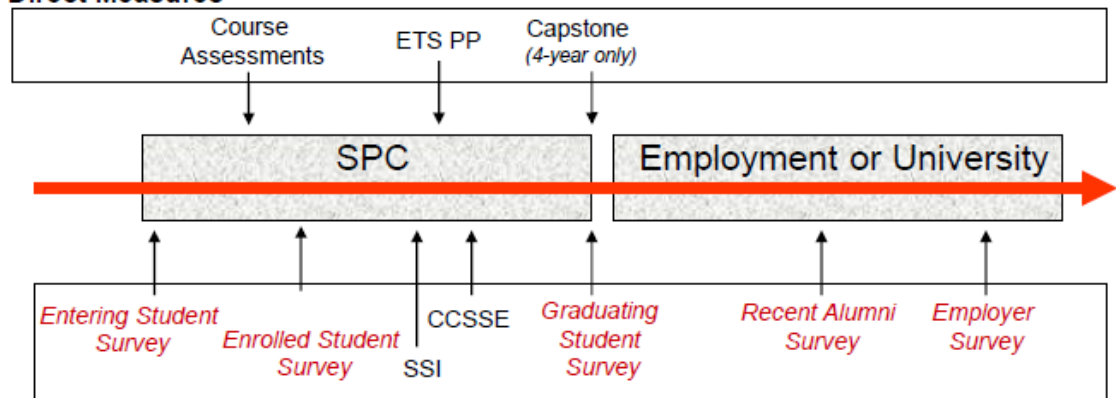 Direct Measures
Course
Assessments
ETS PP
Capstone
(4-year only)
SPC
Employment or University
Entering Student
Survey
Enrolled Student
Survey
SSI
CCSSE
Graduating
Student
Survey
Recent Alumni
Survey
Employer
Survey